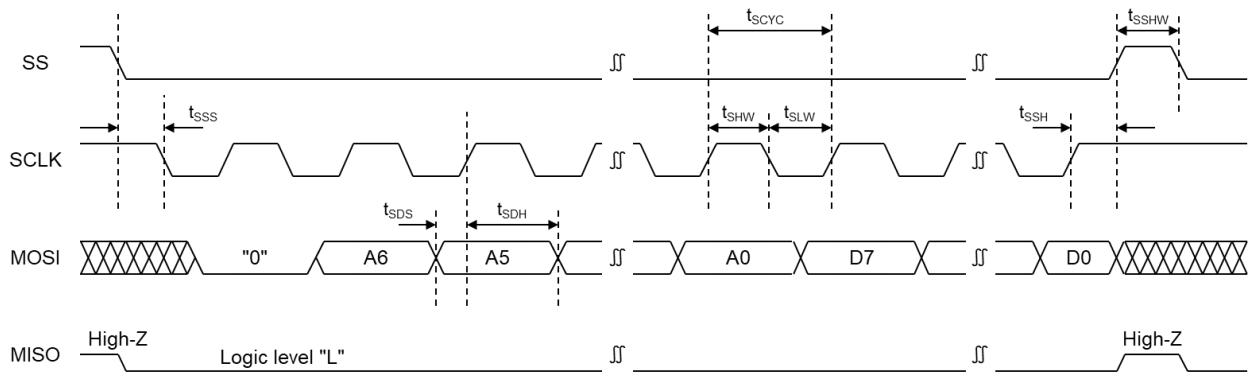 tSCYC tSSHW
SS
tSSS tSHW tSLW tSSH
SCLK
tSDS tSDH
MOSI "0" A6 A5 A0 D7 D0
High-Z High-Z
MISO Logic level "L"